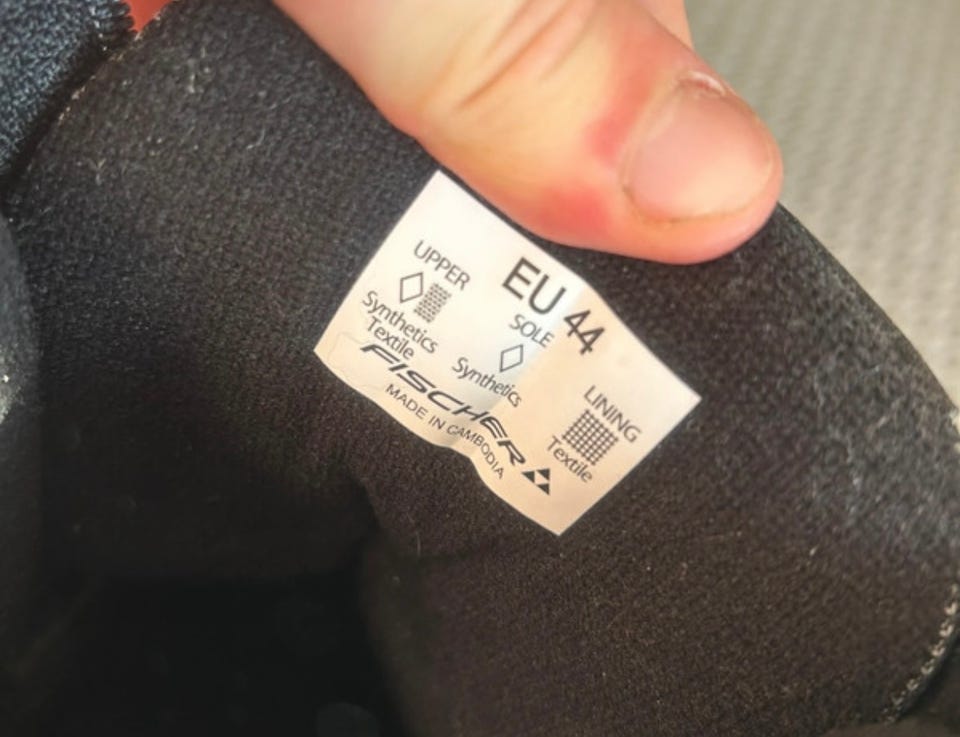 EU 44
UPPER
Synthetics
Textile
SOLE
Synthetics
LINING
Textile
FISCHER
MADE IN CAMBODIA